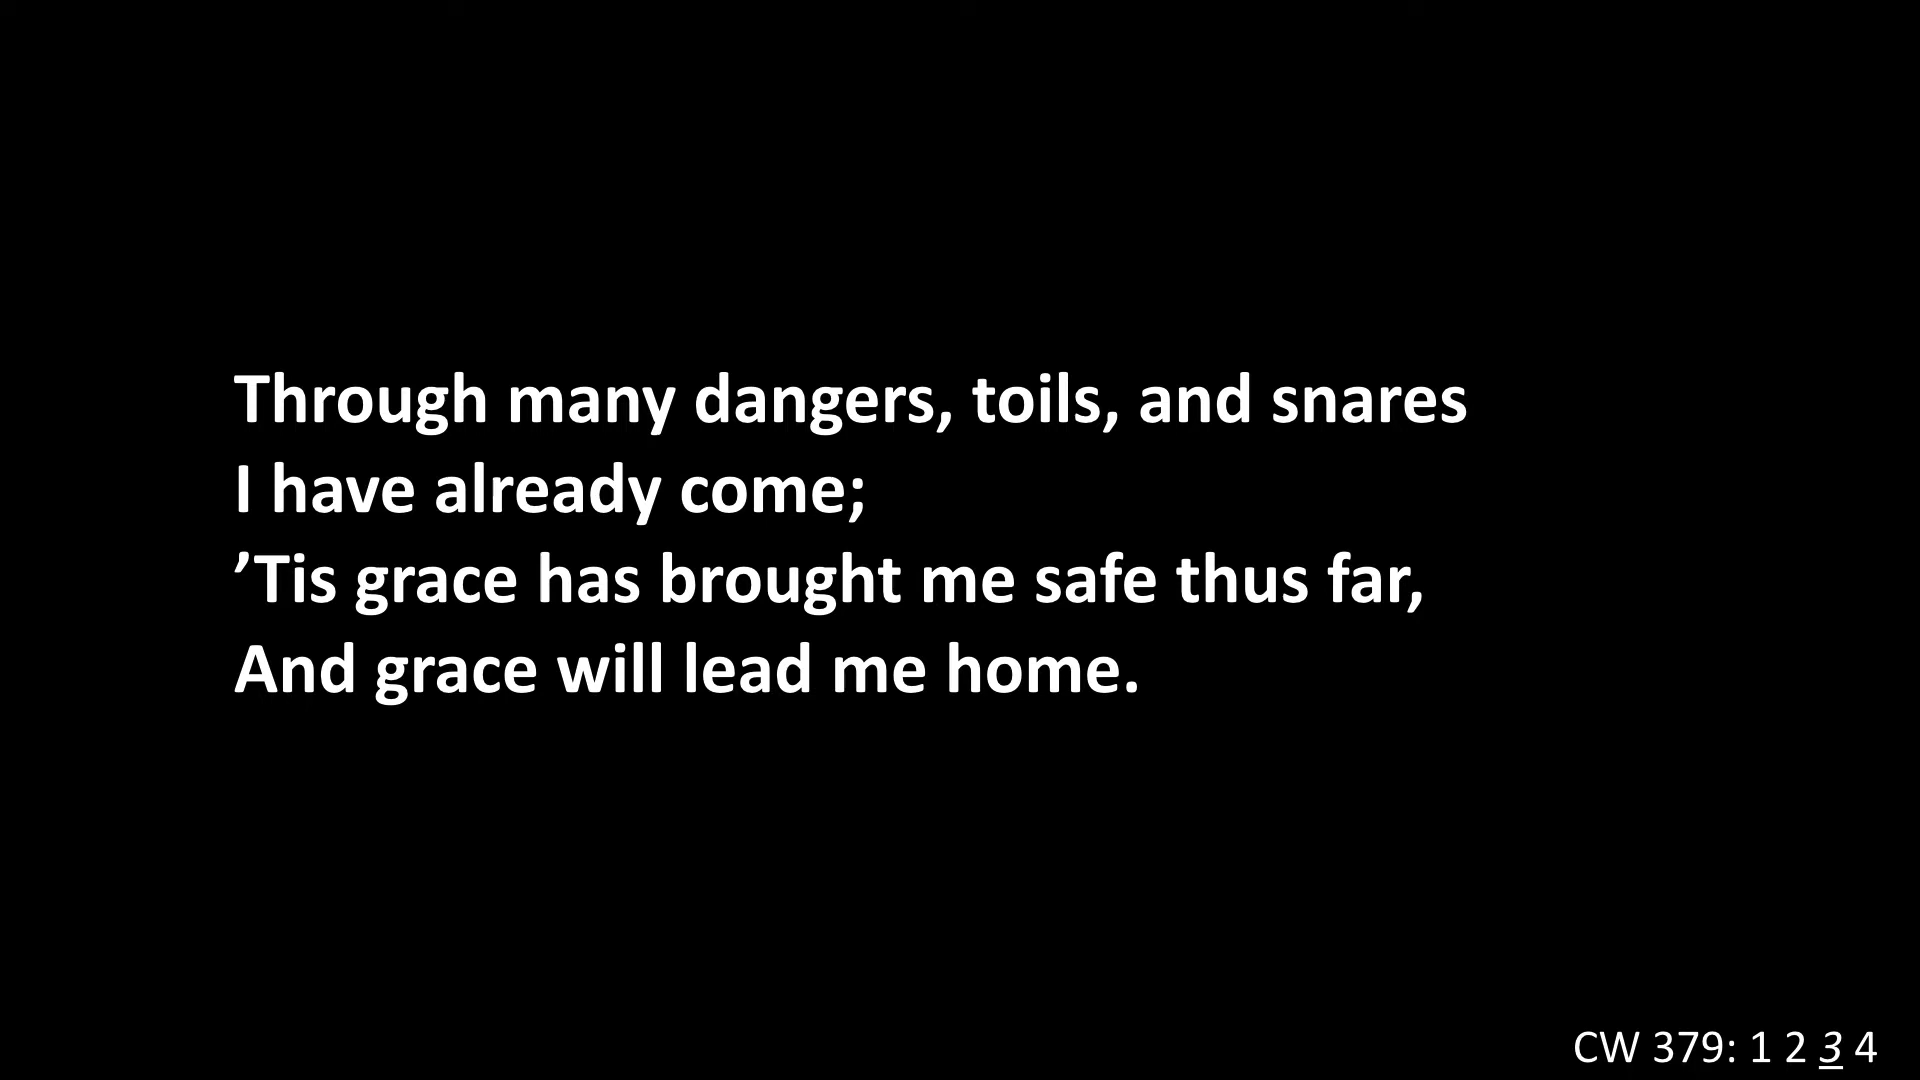 Through many dangers, toils, and snares
I have already come;
’Tis grace has brought me safe thus far,
And grace will lead me home.
CW 379: 1 2 3 4